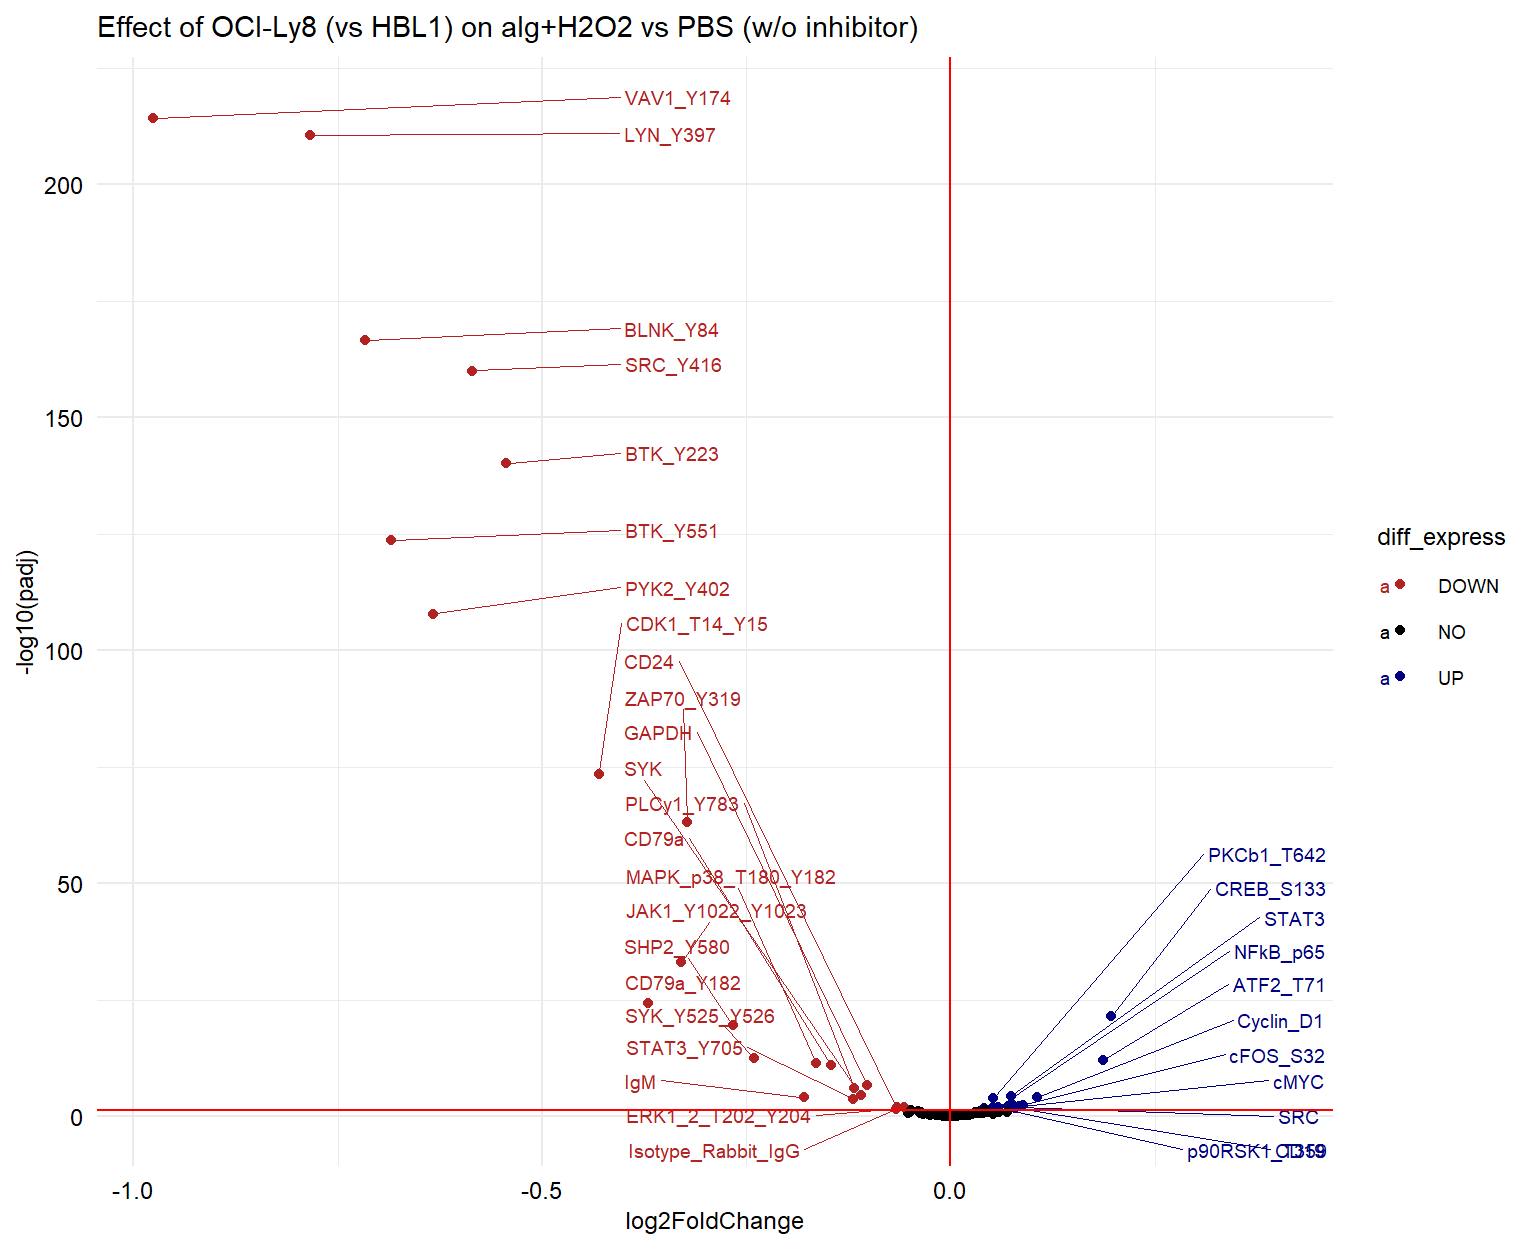 Effect of OCI-Ly8 (vs HBL1) on aIg+H2O2 vs PBS (w/o inhibitor)
VAV1_Y174
LYN_Y397
200
BLNK_Y84
SRC_Y416
150
BTK_Y223
BTK_Y551
PYK2_Y402
CDK1_T14_Y15
100
CD24
ZAP70_Y319
GAPDH
SYK
PLCy1_Y783
CD79a
MAPK_p38_T180_Y182
50
JAK1_Y1022_Y1023
SHP2_Y580
CD79a_Y182
SYK_Y525_Y526
STAT3_Y705
IgM
ERK1_2_T202_Y204
0
Isotype_Rabbit_IgG
PKCb1_T642
CREB_S133
STAT3
NFkB_p65
ATF2_T71
Cyclin_D1
cFOS_S32
cMYC
SRC
p90RSK1_T359
CD19
-1.0
-0.5
0.0
log2FoldChange
-log10(padj)
diff_express
a DOWN
a NO
a UP